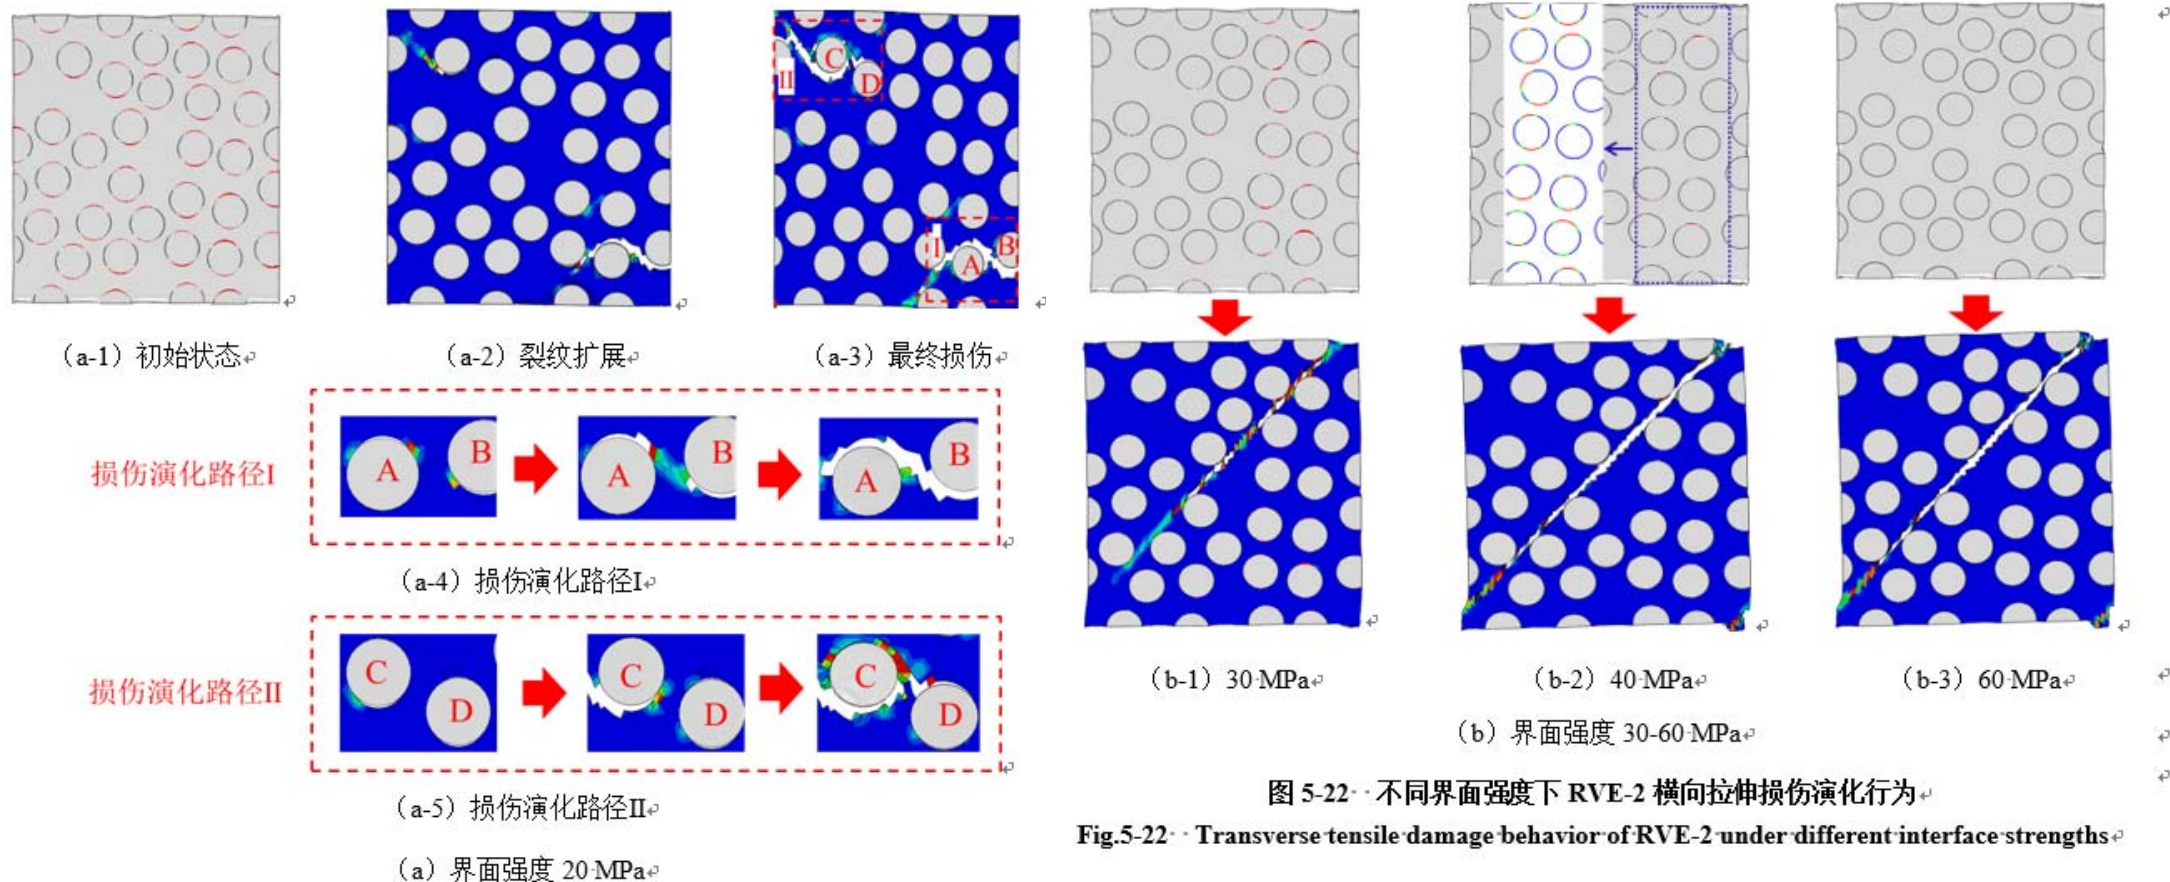 C
II
D
I
B
A
(a-1) 初始状态
(a-2) 裂纹扩展
(a-3) 最终损伤
损伤演化路径I
A
B
A
B
A
B
(a-4) 损伤演化路径I
损伤演化路径II
C
D
C
D
C
D
(a-5) 损伤演化路径II
(a) 界面强度 20 MPa
(b-1) 30 MPa
(b-2) 40 MPa
(b-3) 60 MPa
(b) 界面强度 30-60 MPa
图 5-22 不同界面强度下 RVE-2 横向拉伸损伤演化行为
Fig.5-22 Transverse tensile damage behavior of RVE-2 under different interface strengths